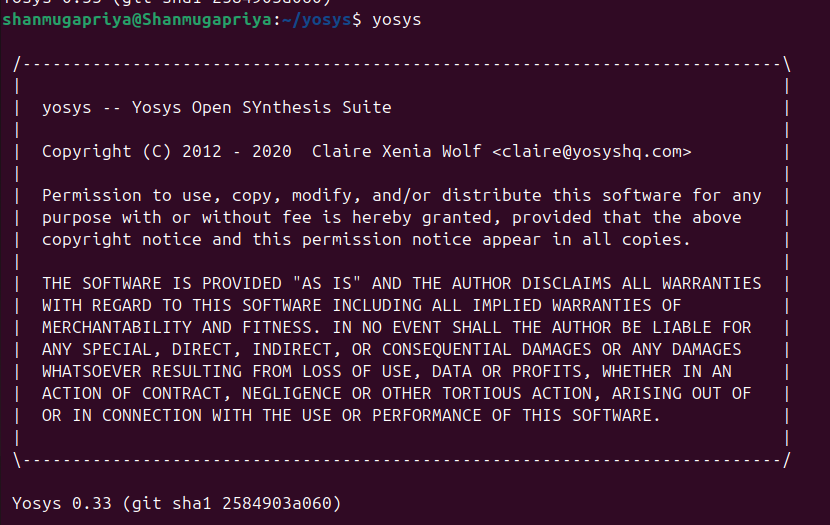 Yosys 0.33 (git sha1 2584903a060)
shanmugapriya@Shanmugapriya:~/yosys$ yosys
/----------------------------------------------------------------------------\
|                                                                            |
|  yosys -- Yosys Open SYnthesis Suite                                       |
|                                                                            |
|  Copyright (C) 2012 - 2020  Claire Xenia Wolf <claire@yosyshq.com>         |
|                                                                            |
|  Permission to use, copy, modify, and/or distribute this software for any  |
|  purpose with or without fee is hereby granted, provided that the above    |
|  copyright notice and this permission notice appear in all copies.         |
|                                                                            |
|  THE SOFTWARE IS PROVIDED "AS IS" AND THE AUTHOR DISCLAIMS ALL WARRANTIES  |
|  WITH REGARD TO THIS SOFTWARE INCLUDING ALL IMPLIED WARRANTIES OF          |
|  MERCHANTABILITY AND FITNESS. IN NO EVENT SHALL THE AUTHOR BE LIABLE FOR   |
|  ANY SPECIAL, DIRECT, INDIRECT, OR CONSEQUENTIAL DAMAGES OR ANY DAMAGES    |
|  WHATSOEVER RESULTING FROM LOSS OF USE, DATA OR PROFITS, WHETHER IN AN     |
|  ACTION OF CONTRACT, NEGLIGENCE OR OTHER TORTIOUS ACTION, ARISING OUT OF   |
|  OR IN CONNECTION WITH THE USE OR PERFORMANCE OF THIS SOFTWARE.            |
|                                                                            |
\----------------------------------------------------------------------------/
Yosys 0.33 (git sha1 2584903a060)